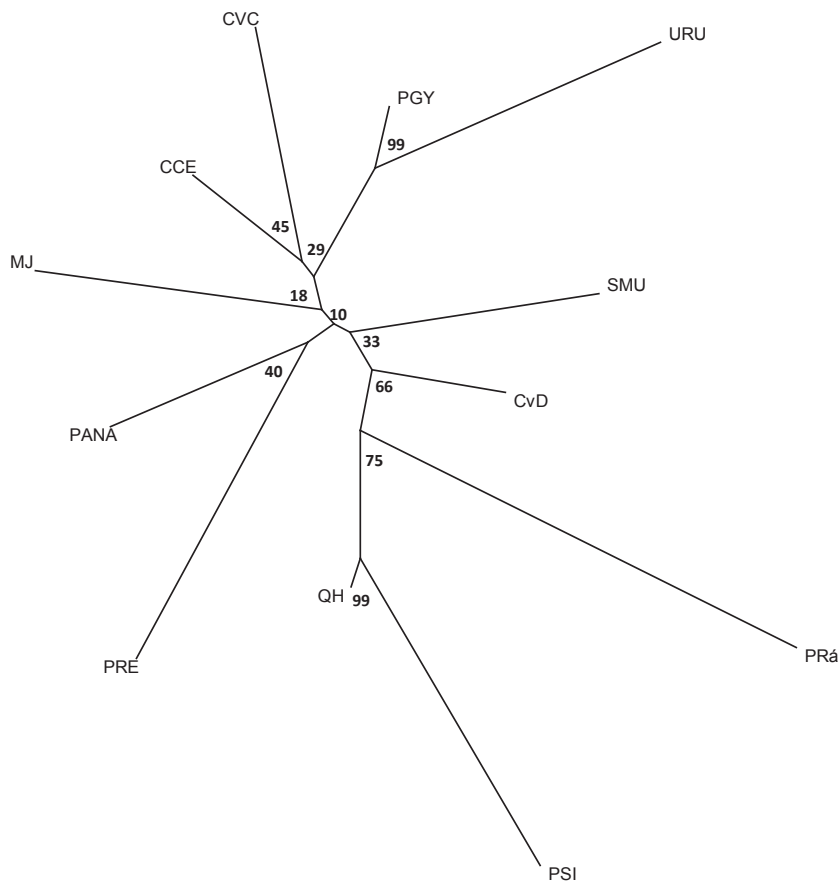 CVC
URU
PGY
99
CCE
45
29
MJ
18
10
SMU
33
40
66
CvD
PANÁ
75
QH
99
PRE
PRá
PSI